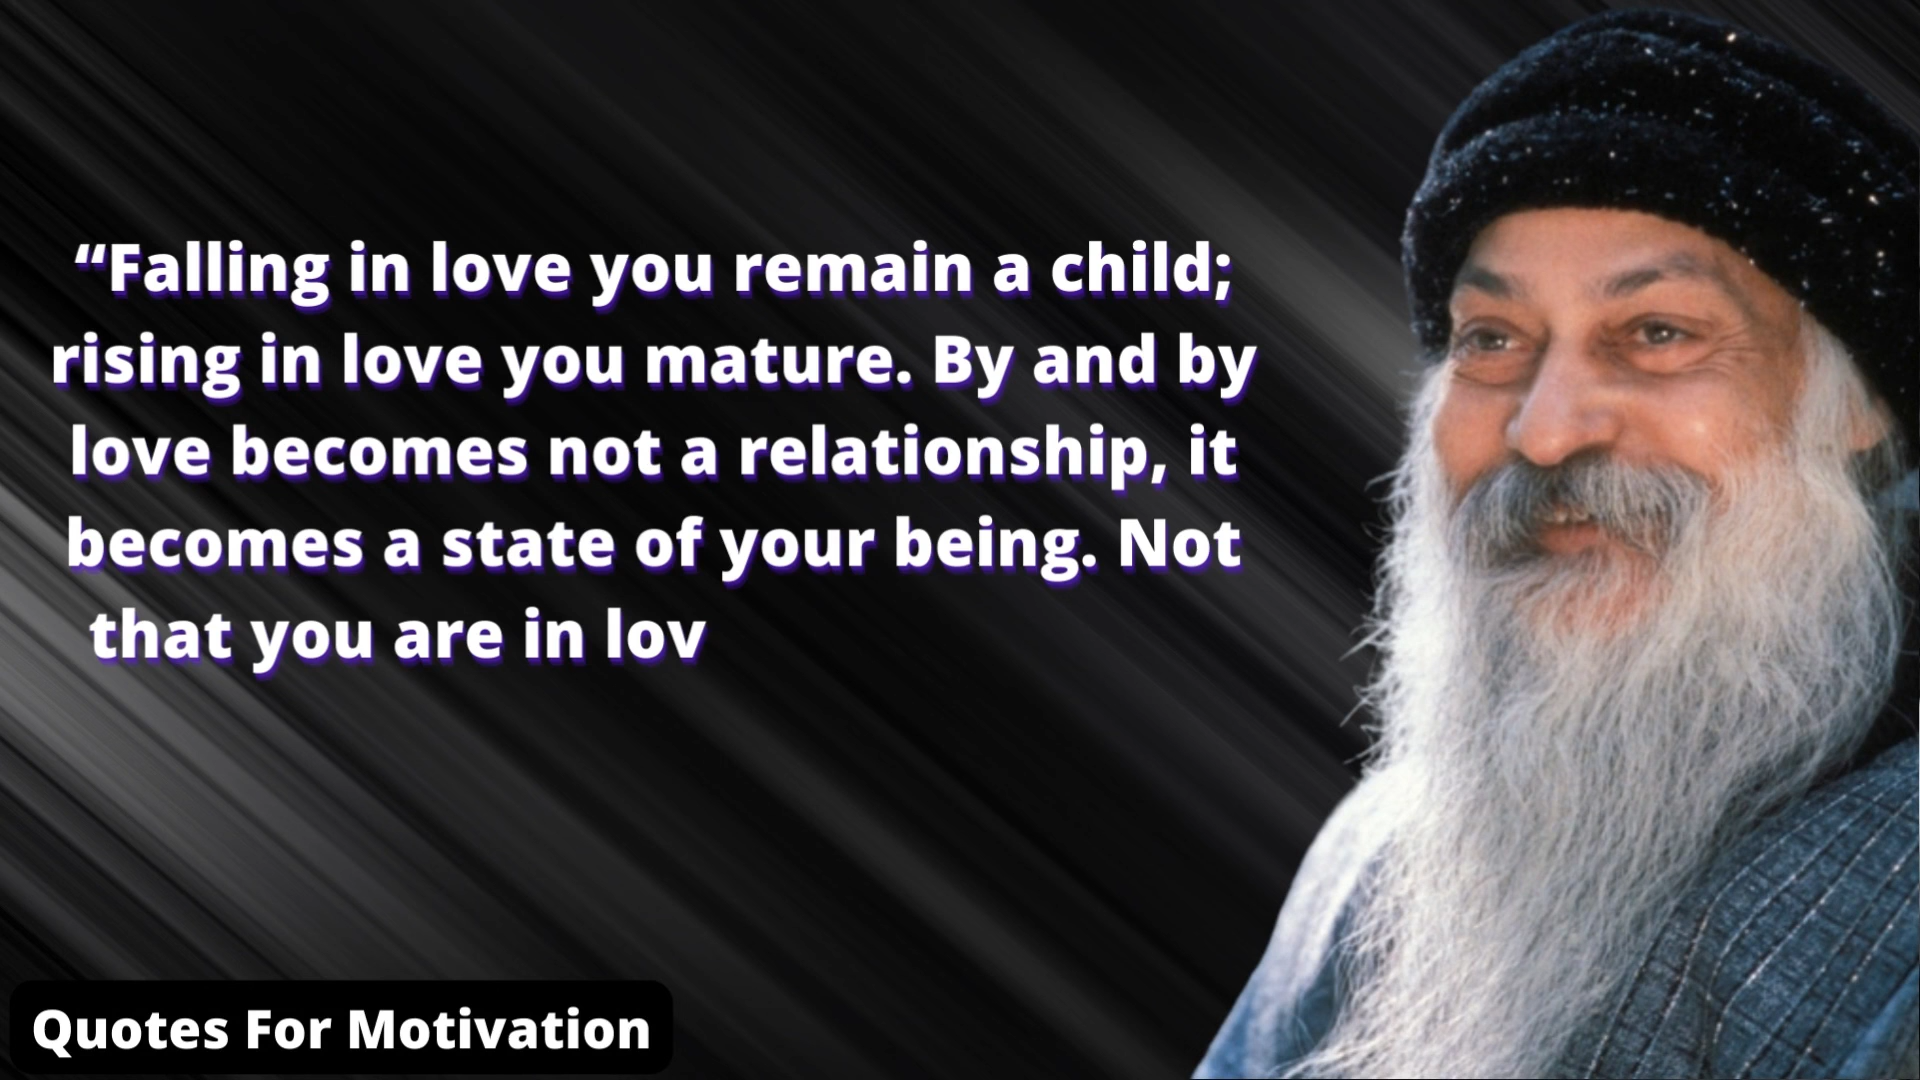 “Falling in love you remain a child;
rising in love you mature. By and by
love becomes not a relationship, it
becomes a state of your being. Not
that you are in lov
Quotes For Motivation